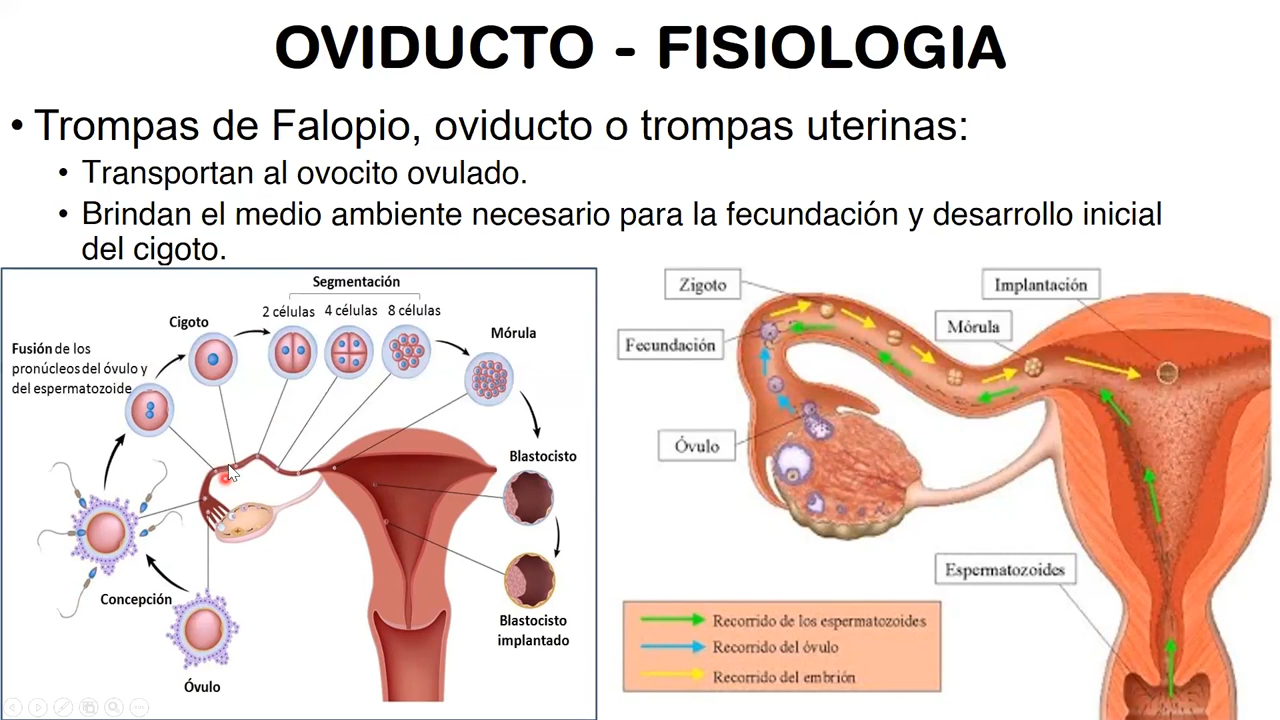 OVIDUCTO - FISIOLOGIA
• Trompas de Falopio, oviducto o trompas uterinas:
• Transportan al ovocito ovulado.
• Brindan el medio ambiente necesario para la fecundación y desarrollo inicial
del cigoto.
Segmentación
2 células 4 células 8 células
Cigoto
Mórula
Fusión de los
pronúcleos del óvulo y
del espermatozoide
Blastocisto
Concepción
Blastocisto
implantado
Óvulo
Zigoto
Implantación
Mórula
Fecundación
Óvulo
Espermatozoides
Recorrido de los espermatozoides
Recorrido del óvulo
Recorrido del embrión